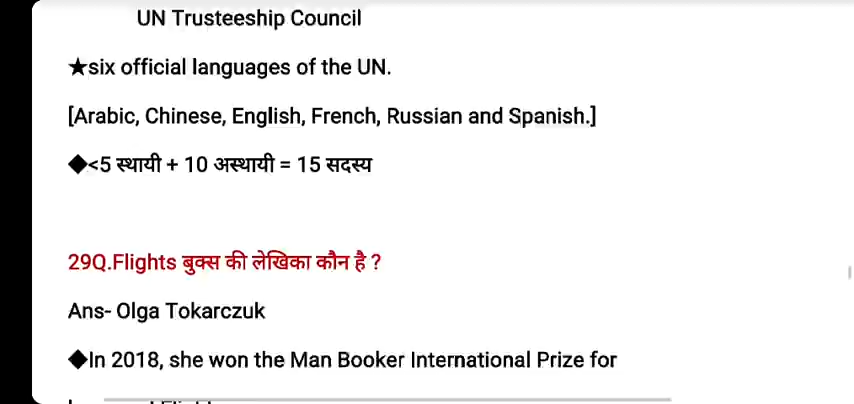 UN Trusteeship Council
★six official languages of the UN.
[Arabic, Chinese, English, French, Russian and Spanish.]
◆<5 स्थायी + 10 अस्थायी = 15 सदस्य
29Q.Flights बुक्स की लेखिका कौन है ?
Ans- Olga Tokarczuk
◆In 2018, she won the Man Booker International Prize for